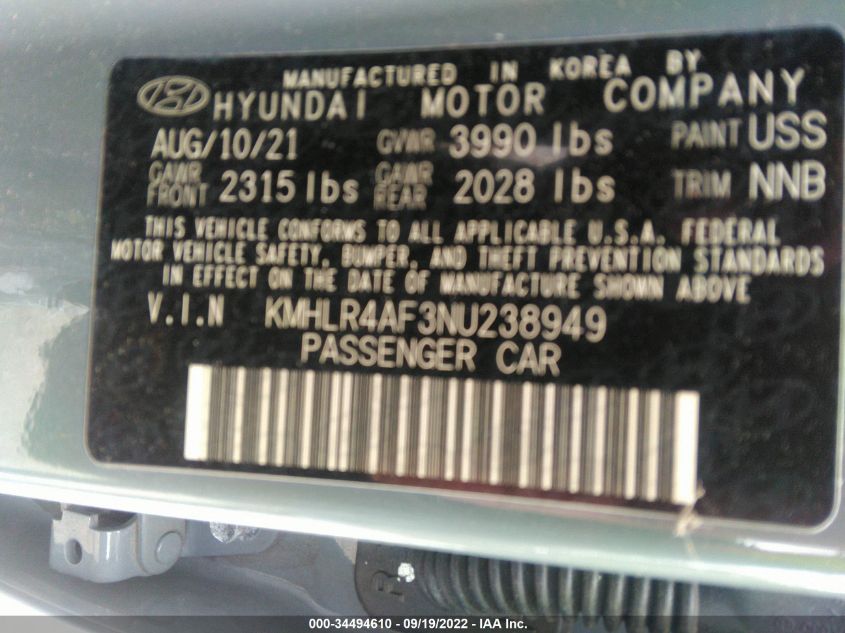 MANUFACTURED IN KOREA BY
HYUNDAI MOTOR COMPANY
AUG/10/21 GVWR 3990 lbs PAINT USS
GAWR FRONT 2315 lbs GAWR REAR 2028 lbs TRIM NNB
THIS VEHICLE CONFORMS TO ALL APPLICABLE U.S.A. FEDERAL
MOTOR VEHICLE SAFETY, BUMPER, AND THEFT PREVENTION STANDARDS
IN EFFECT ON THE DATE OF MANUFACTURE SHOWN ABOVE
V.I.N KMHLR4AF3NU238949
PASSENGER CAR
R
000-34494610 - 09/19/2022 - IAA Inc.